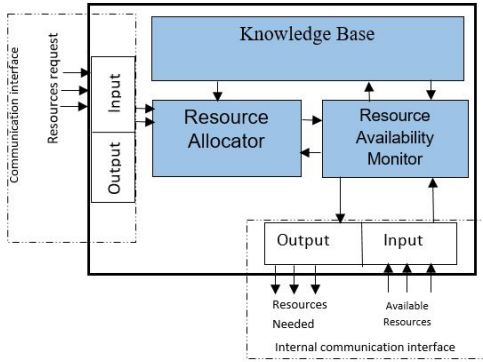 Knowledge Base
Communication interface
Resources request
Input
Output
Resource
Allocator
Resource
Availability
Monitor
Output
Input
Resources
Needed
Available
Resources
Internal communication interface